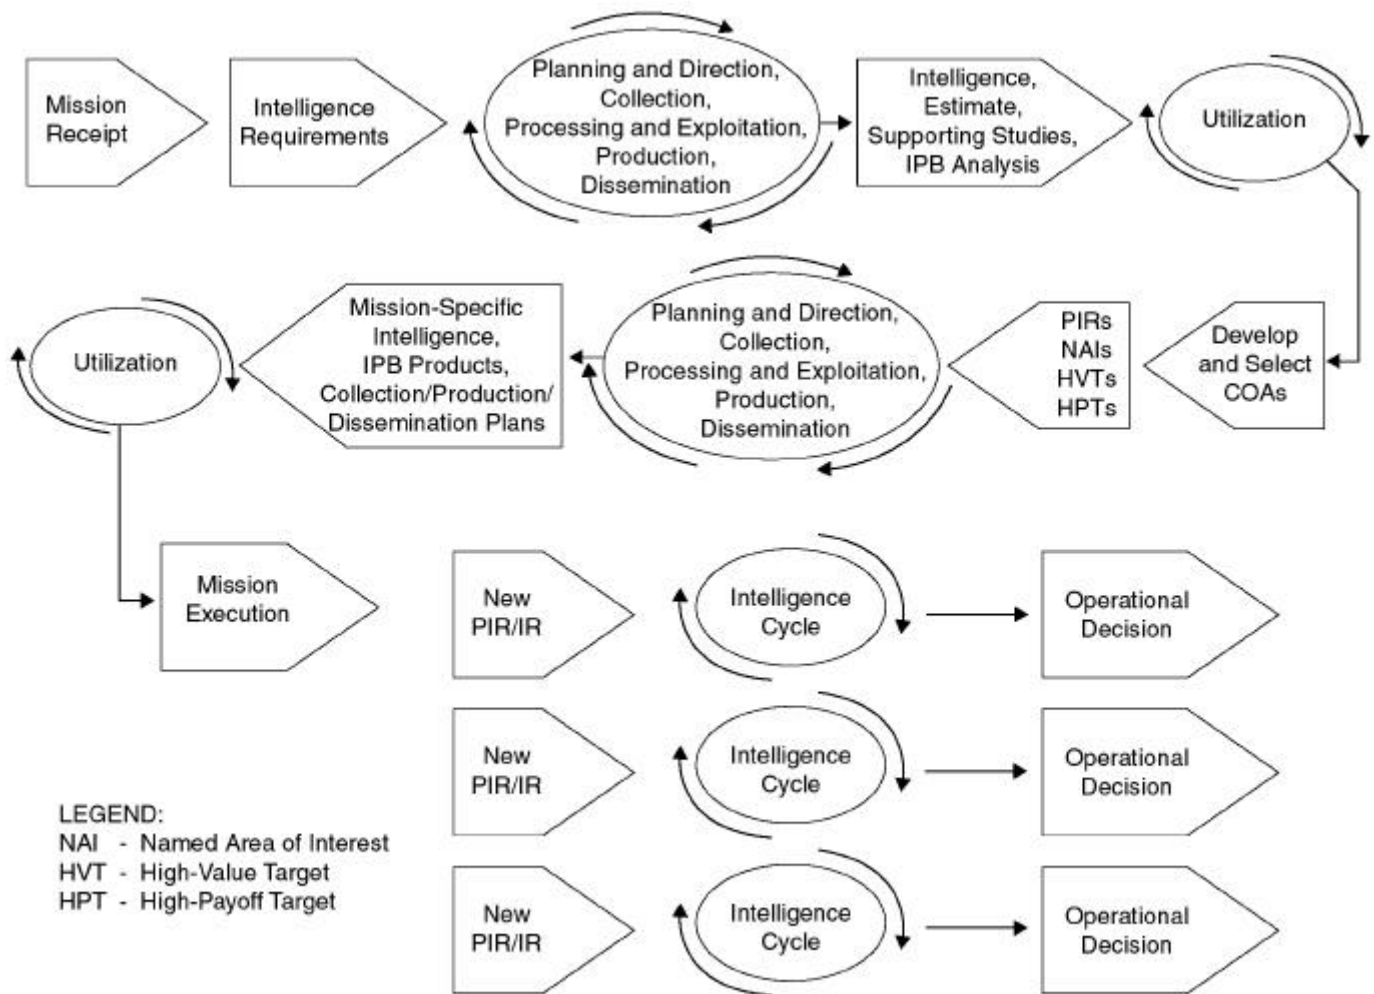 Mission
Receipt
Intelligence
Requirements
Planning and Direction,
Collection,
Processing and Exploitation,
Production,
Dissemination
Intelligence,
Estimate,
Supporting Studies,
IPB Analysis
Utilization
Develop
and Select
COAs
PIRs
NAIs
HVTs
HPTs
Planning and Direction,
Collection,
Processing and Exploitation,
Production,
Dissemination
Mission-Specific
Intelligence,
IPB Products,
Collection/Production/
Dissemination Plans
Utilization
Mission
Execution
New
PIR/IR
Intelligence
Cycle
Operational
Decision
New
PIR/IR
Intelligence
Cycle
Operational
Decision
New
PIR/IR
Intelligence
Cycle
Operational
Decision
LEGEND:
NAI - Named Area of Interest
HVT - High-Value Target
HPT - High-Payoff Target